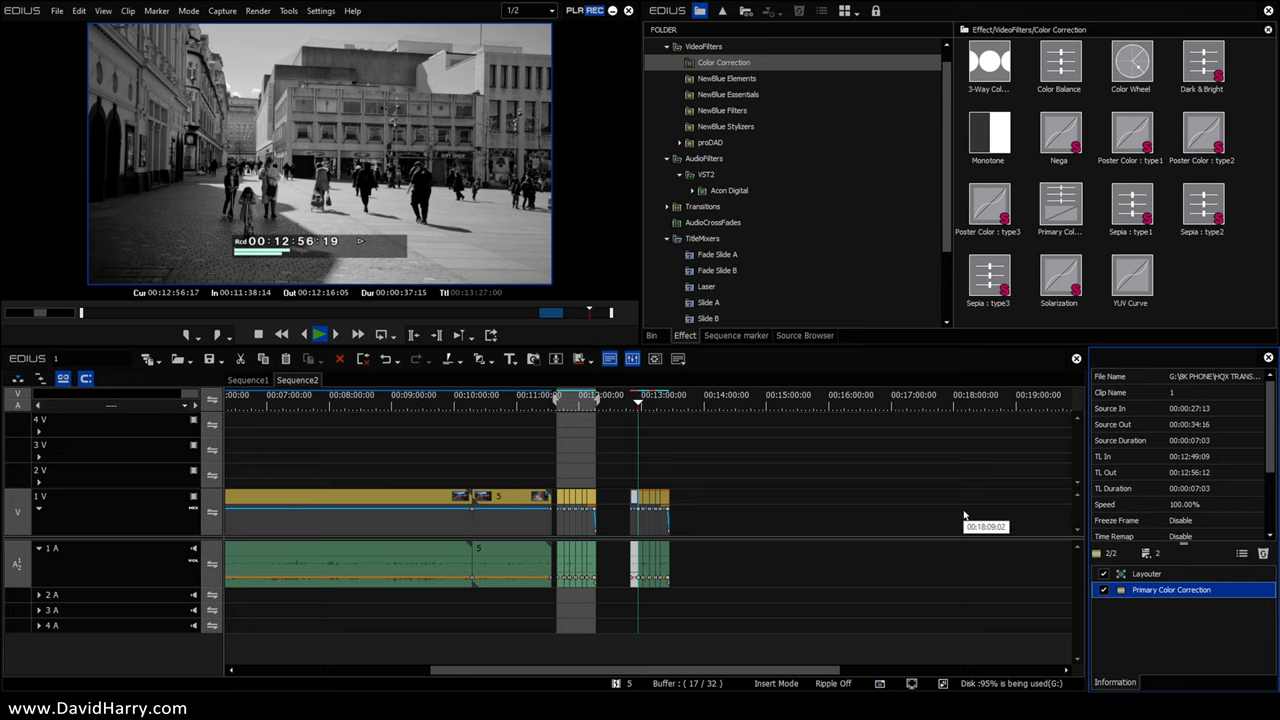 EDIUS File Edit View Clip Marker Mode Capture Render Tools Settings Help 1/2 PLR REC
Rcd 00:12:56:19
Cur 00:12:56:17 In 00:11:38:14 Out 00:12:16:05 Dur 00:00:37:15 Ttl 00:13:27:00
EDIUS
FOLDER
VideoFilters
Color Correction
NewBlue Elements
NewBlue Essentials
NewBlue Filters
NewBlue Stylizers
proDAD
AudioFilters
VST2
Acon Digital
Transitions
AudioCrossFades
TitleMixers
Fade Slide A
Fade Slide B
Laser
Slide A
Slide B
Bin Effect Sequence marker Source Browser
Effect/VideoFilters/Color Correction
3-Way Col... Color Balance Color Wheel Dark & Bright
Monotone Nega Poster Color : type1 Poster Color : type2
Poster Color : type3 Primary Col... Sepia : type1 Sepia : type2
Sepia : type3 Solarization YUV Curve
EDIUS 1
Sequence1 Sequence2
V
A
----
:00:00 00:07:00:00 00:08:00:00 00:09:00:00 00:10:00:00 00:11:00:00 00:12:00:00 00:13:00:00 00:14:00:00 00:15:00:00 00:16:00:00 00:17:00:00 00:18:00:00 00:19:00:00
4 V
3 V
2 V
1 V
V
MIX
5
00:18:09:02
1 A
A1/2
VOL
5
2 A
3 A
4 A
File Name G:\8K PHONE\HQX TRANS...
Clip Name 1
Source In 00:00:27:13
Source Out 00:00:34:16
Source Duration 00:00:07:03
TL In 00:12:49:09
TL Out 00:12:56:12
TL Duration 00:00:07:03
Speed 100.00%
Freeze Frame Disable
Time Remap Disable
2/2 2
Layouter
Primary Color Correction
Information
5 Buffer : ( 17 / 32 ) Insert Mode Ripple Off Disk :95% is being used(G:)
www.DavidHarry.com